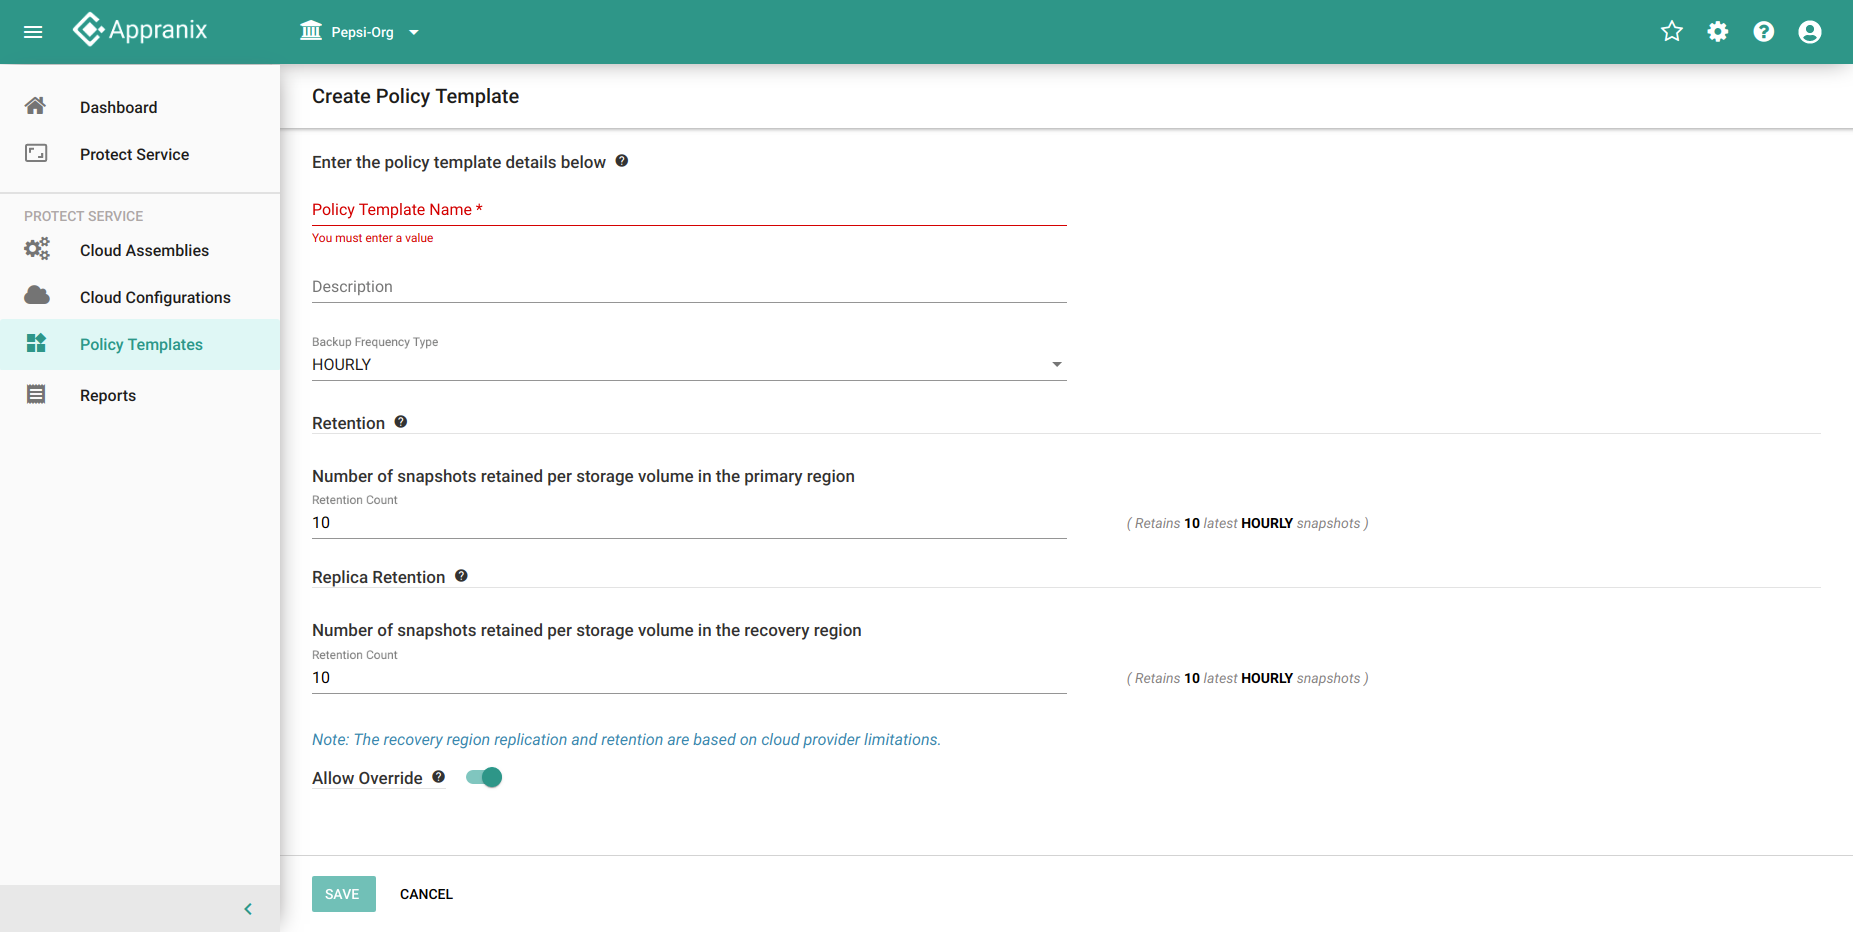 Appranix
Pepsi-Org
Dashboard
Protect Service
PROTECT SERVICE
Cloud Assemblies
Cloud Configurations
Policy Templates
Reports
Create Policy Template
Enter the policy template details below
Policy Template Name *
You must enter a value
Description
Backup Frequency Type
HOURLY
Retention
Number of snapshots retained per storage volume in the primary region
Retention Count
10
( Retains 10 latest HOURLY snapshots )
Replica Retention
Number of snapshots retained per storage volume in the recovery region
Retention Count
10
( Retains 10 latest HOURLY snapshots )
Note: The recovery region replication and retention are based on cloud provider limitations.
Allow Override
SAVE
CANCEL